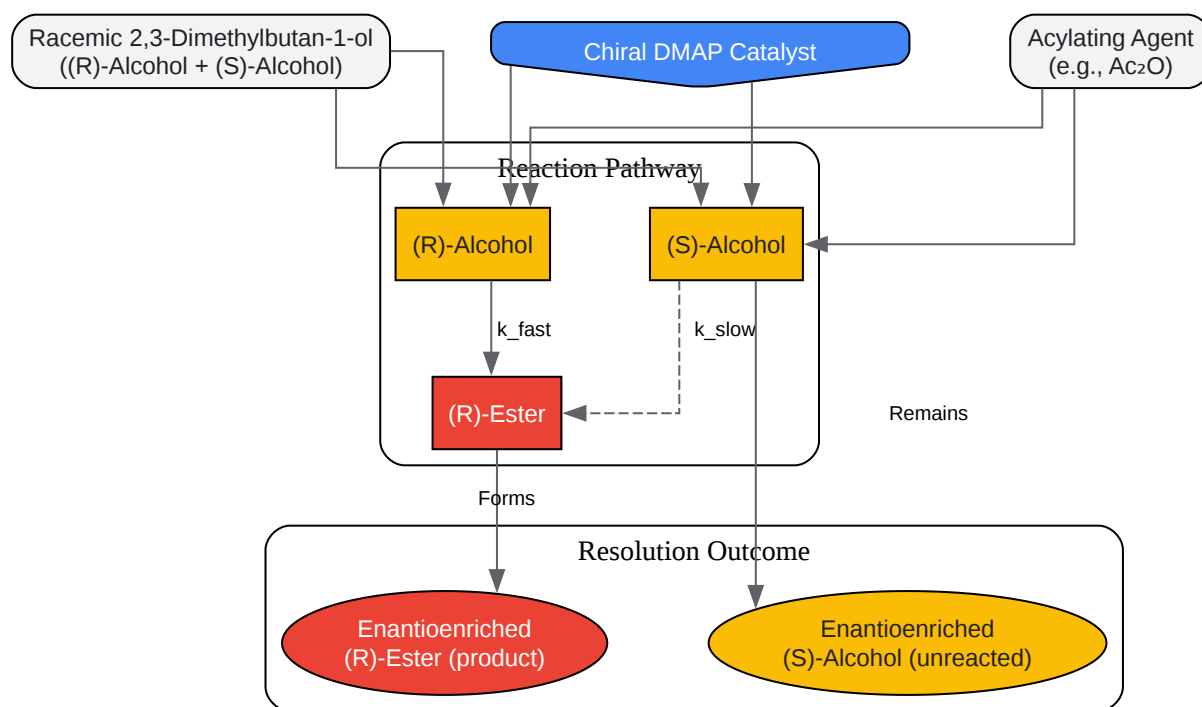 Racemic 2,3-Dimethylbutan-1-ol
((R)-Alcohol + (S)-Alcohol)
Chiral DMAP Catalyst
Acylating Agent
(e.g., Ac₂O)
Reaction Pathway
(R)-Alcohol
(S)-Alcohol
k_fast
k_slow
(R)-Ester
Remains
Forms
Resolution Outcome
Enantioenriched
(R)-Ester (product)
Enantioenriched
(S)-Alcohol (unreacted)